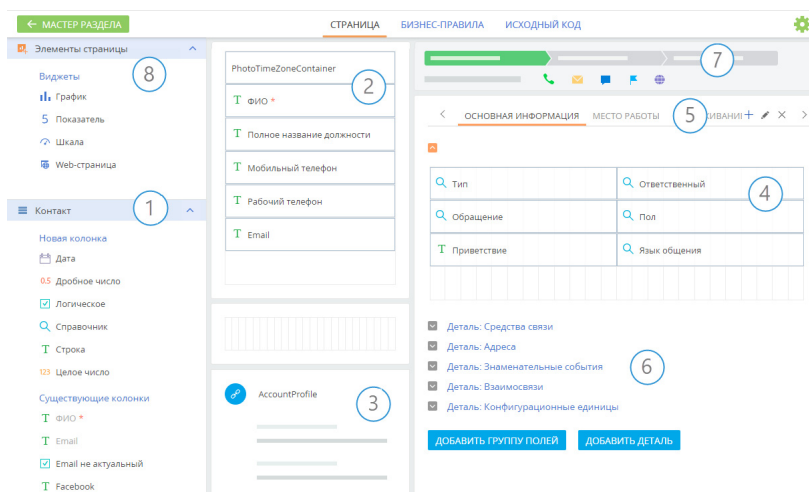 ← МАСТЕР РАЗДЕЛА
СТРАНИЦА
БИЗНЕС-ПРАВИЛА
ИСХОДНЫЙ КОД
Элементы страницы
8
Виджеты
График
5 Показатель
Шкала
Web-страница
1
Контакт
Новая колонка
Дата
0.5 Дробное число
Логическое
Справочник
T Строка
123 Целое число
Существующие колонки
T ФИО *
T Email
Email не актуальный
T Facebook
PhotoTimeZoneContainer
2
T ФИО *
T Полное название должности
T Мобильный телефон
T Рабочий телефон
T Email
AccountProfile
3
7
ОСНОВНАЯ ИНФОРМАЦИЯ
МЕСТО РАБОТЫ
5
Тип
Ответственный
4
Обращение
Пол
T Приветствие
Язык общения
Деталь: Средства связи
Деталь: Адреса
Деталь: Знаменательные события
6
Деталь: Взаимосвязи
Деталь: Конфигурационные единицы
ДОБАВИТЬ ГРУППУ ПОЛЕЙ
ДОБАВИТЬ ДЕТАЛЬ